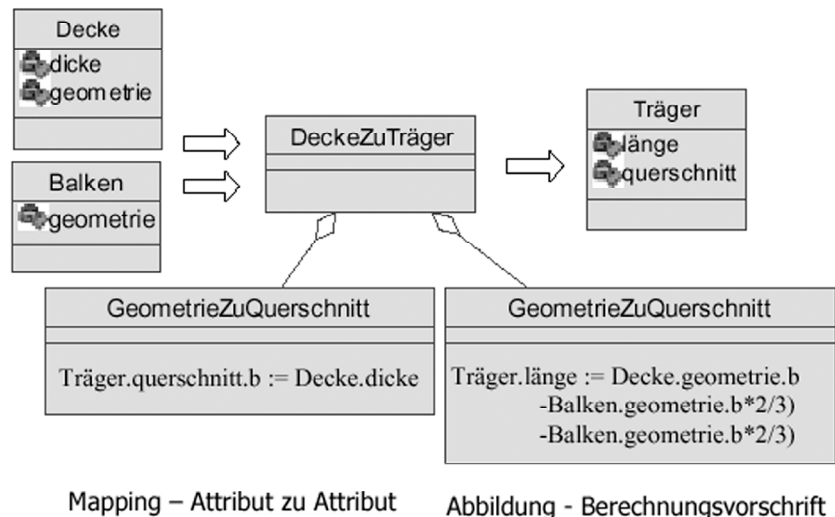 Decke
dicke
geometrie
Balken
geometrie
DeckeZuTräger
Träger
länge
querschnitt
GeometrieZuQuerschnitt
Träger.querschnitt.b := Decke.dicke
GeometrieZuQuerschnitt
Träger.länge := Decke.geometrie.b
-Balken.geometrie.b*2/3)
-Balken.geometrie.b*2/3)
Mapping – Attribut zu Attribut
Abbildung - Berechnungsvorschrift